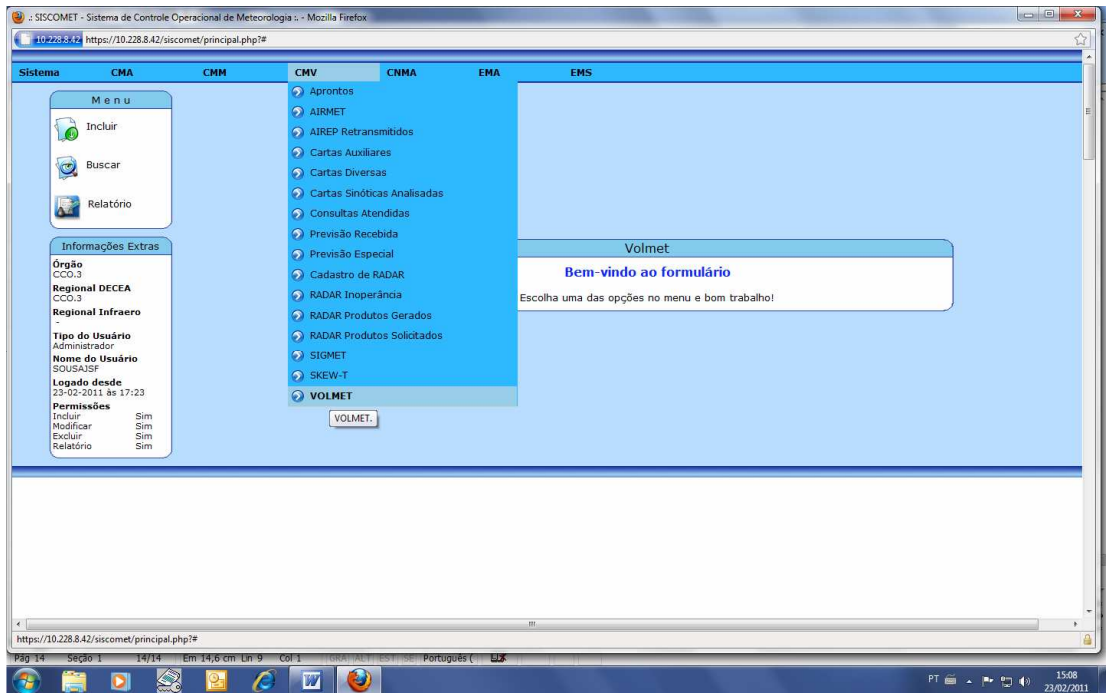 .: SISCOMET - Sistema de Controle Operacional de Meteorologia :. - Mozilla Firefox
10.228.8.42 https://10.228.8.42/siscomet/principal.php?#
Sistema CMA CMM CMV CNMA EMA EMS
Menu
Incluir
Buscar
Relatório
Informações Extras
Órgão
CCO.3
Regional DECEA
CCO.3
Regional Infraero
-
Tipo do Usuário
Administrador
Nome do Usuário
SOUSAJSF
Logado desde
23-02-2011 às 17:23
Permissões
Incluir Sim
Modificar Sim
Excluir Sim
Relatório Sim
Aprontos
AIRMET
AIREP Retransmitidos
Cartas Auxiliares
Cartas Diversas
Cartas Sinóticas Analisadas
Consultas Atendidas
Previsão Recebida
Previsão Especial
Cadastro de RADAR
RADAR Inoperância
RADAR Produtos Gerados
RADAR Produtos Solicitados
SIGMET
SKEW-T
VOLMET
VOLMET.
Volmet
Bem-vindo ao formulário
Escolha uma das opções no menu e bom trabalho!
https://10.228.8.42/siscomet/principal.php?#
Pág 14 Seção 1 14/14 Em 14,6 cm Lin 9 Col 1 GRA ALT EST SE Português (
PT 15:08
23/02/2011